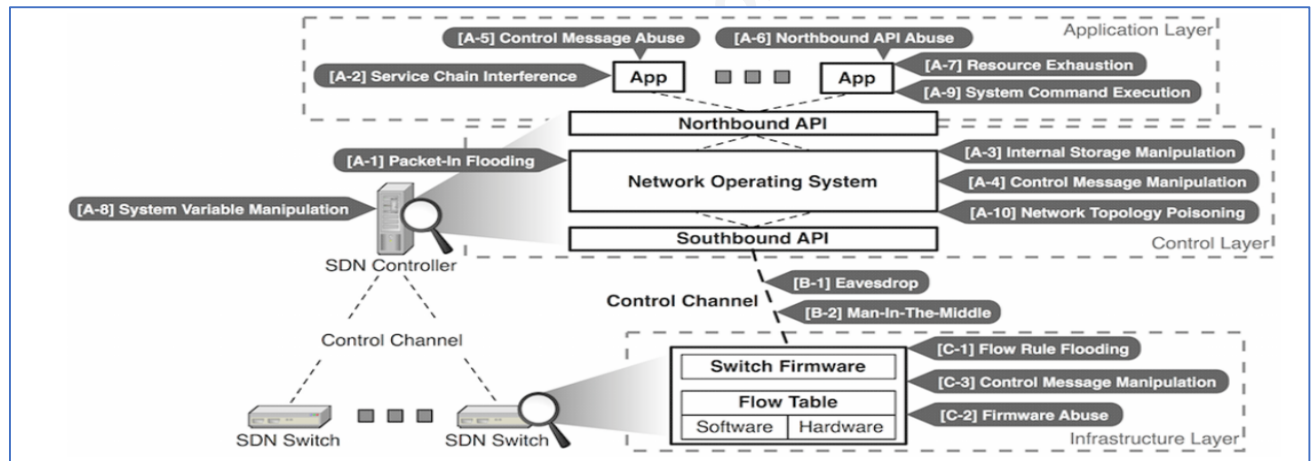 Application Layer
[A-5] Control Message Abuse
[A-6] Northbound API Abuse
[A-2] Service Chain Interference
App
App
[A-7] Resource Exhaustion
[A-9] System Command Execution
Northbound API
[A-1] Packet-In Flooding
Network Operating System
[A-3] Internal Storage Manipulation
[A-4] Control Message Manipulation
[A-8] System Variable Manipulation
[A-10] Network Topology Poisoning
Southbound API
Control Layer
SDN Controller
[B-1] Eavesdrop
Control Channel
[B-2] Man-In-The-Middle
Control Channel
[C-1] Flow Rule Flooding
Switch Firmware
[C-3] Control Message Manipulation
Flow Table
[C-2] Firmware Abuse
Software
Hardware
SDN Switch
SDN Switch
Infrastructure Layer